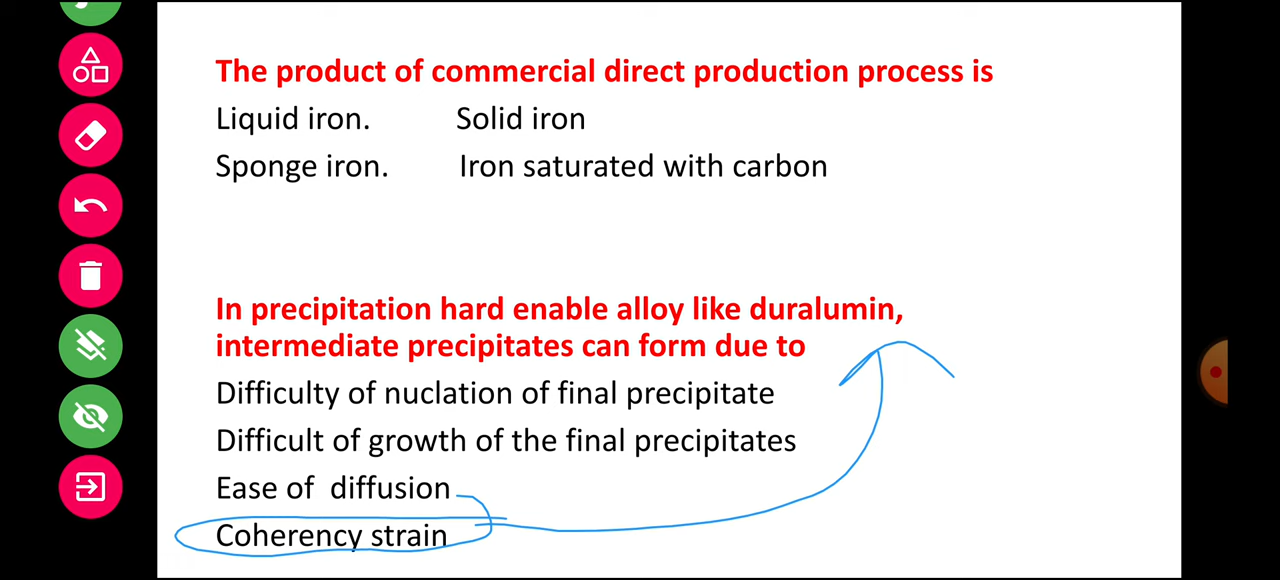 The product of commercial direct production process is
Liquid iron. Solid iron
Sponge iron. Iron saturated with carbon
In precipitation hard enable alloy like duralumin,
intermediate precipitates can form due to
Difficulty of nuclation of final precipitate
Difficult of growth of the final precipitates
Ease of diffusion
Coherency strain